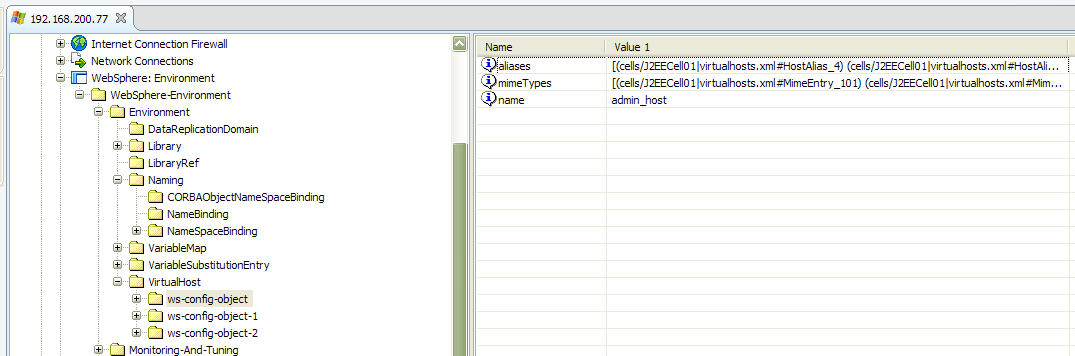 192.168.200.77
Internet Connection Firewall
Network Connections
WebSphere: Environment
WebSphere-Environment
Environment
DataReplicationDomain
Library
LibraryRef
Naming
CORBAObjectNameSpaceBinding
NameBinding
NameSpaceBinding
VariableMap
VariableSubstitutionEntry
VirtualHost
ws-config-object
ws-config-object-1
ws-config-object-2
Monitoring-And-Tuning
Name Value 1
aliases [(cells/J2EECell01|virtualhosts.xml#HostAlias_4) (cells/J2EECell01|virtualhosts.xml#HostAli...
mimeTypes [(cells/J2EECell01|virtualhosts.xml#MimeEntry_101) (cells/J2EECell01|virtualhosts.xml#Mim...
name admin_host